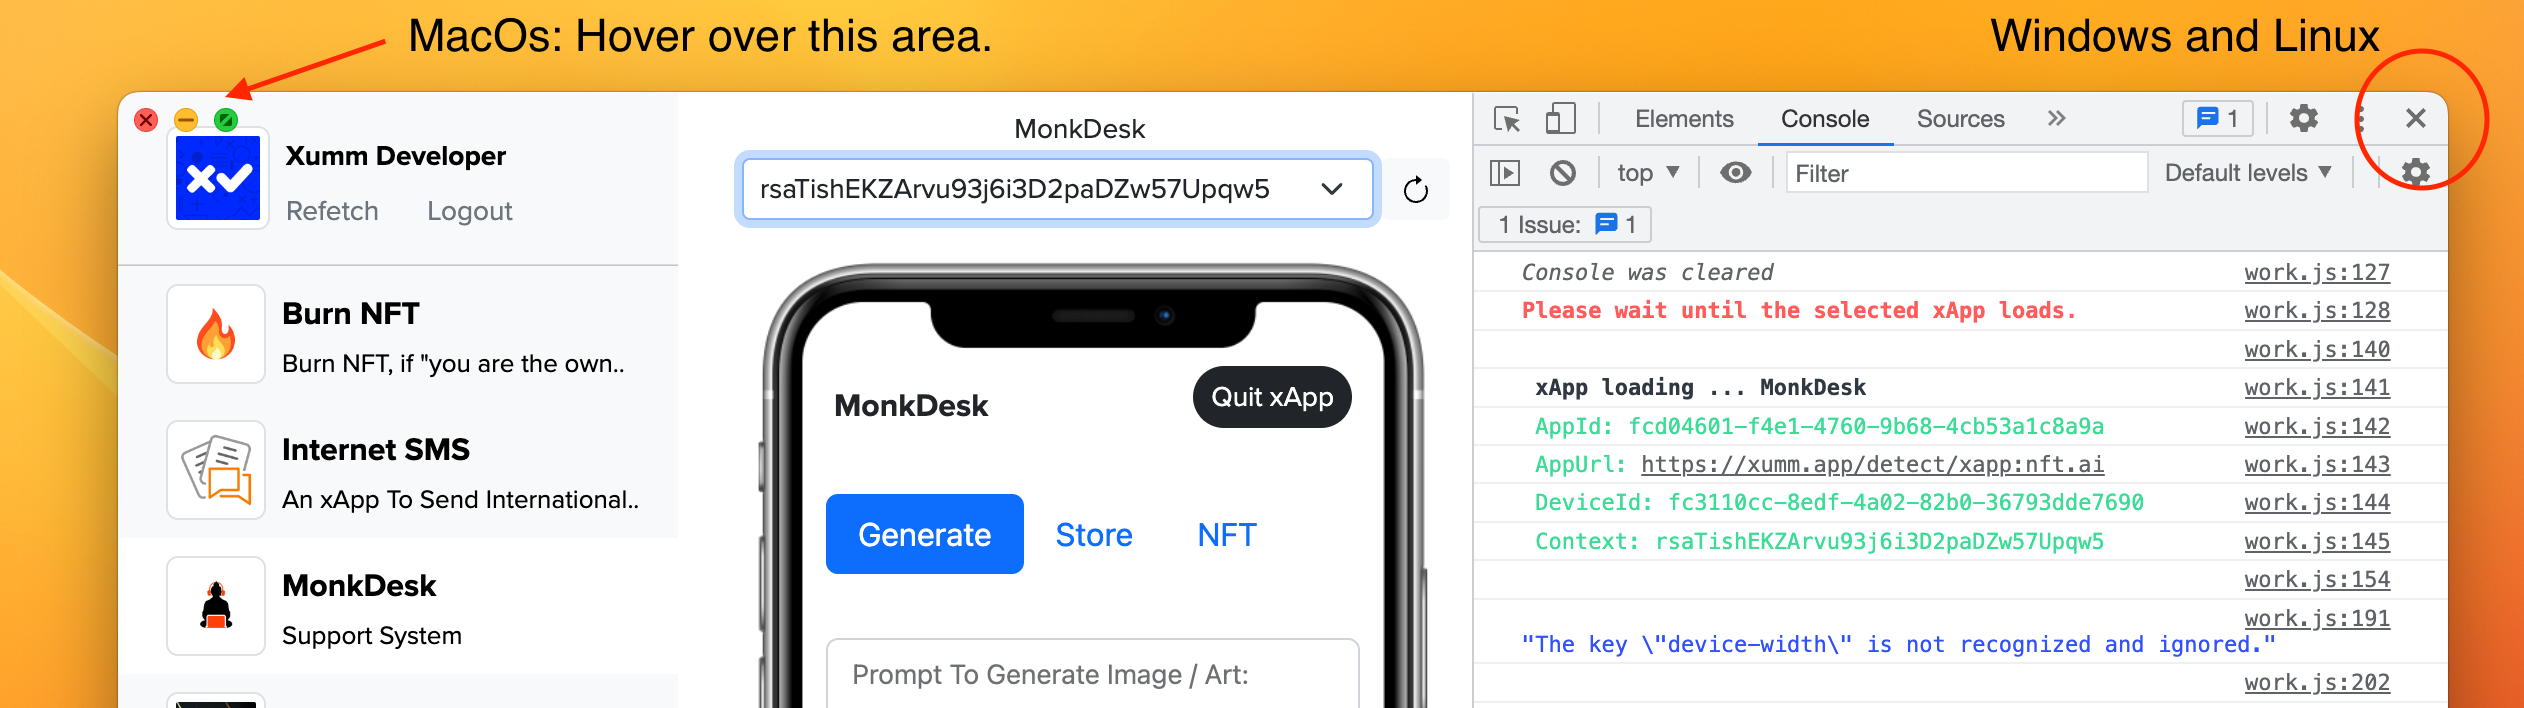 MacOs: Hover over this area.
Windows and Linux
Xumm Developer
Refetch Logout
Burn NFT
Burn NFT, if "you are the own..
Internet SMS
An xApp To Send International..
MonkDesk
Support System
MonkDesk
rsaTishEKZArvu93j6i3D2paDZw57Upqw5
MonkDesk
Quit xApp
Generate Store NFT
Prompt To Generate Image / Art:
Elements Console Sources » 1
top Filter Default levels
1 Issue: 1
Console was cleared work.js:127
Please wait until the selected xApp loads. work.js:128
work.js:140
xApp loading ... MonkDesk work.js:141
AppId: fcd04601-f4e1-4760-9b68-4cb53a1c8a9a work.js:142
AppUrl: https://xumm.app/detect/xapp:nft.ai work.js:143
DeviceId: fc3110cc-8edf-4a02-82b0-36793dde7690 work.js:144
Context: rsaTishEKZArvu93j6i3D2paDZw57Upqw5 work.js:145
work.js:154
work.js:191
"The key \"device-width\" is not recognized and ignored."
work.js:202